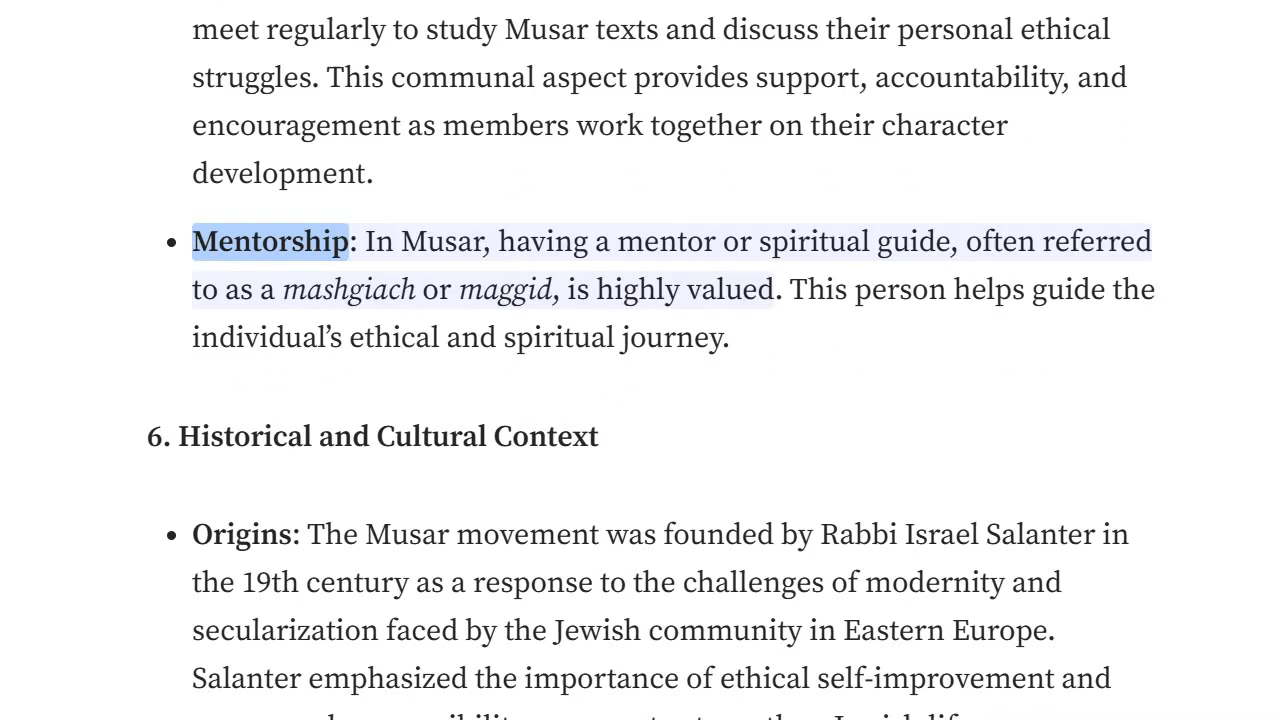 meet regularly to study Musar texts and discuss their personal ethical
struggles. This communal aspect provides support, accountability, and
encouragement as members work together on their character
development.
• Mentorship: In Musar, having a mentor or spiritual guide, often referred
to as a mashgiach or maggid, is highly valued. This person helps guide the
individual’s ethical and spiritual journey.
6. Historical and Cultural Context
• Origins: The Musar movement was founded by Rabbi Israel Salanter in
the 19th century as a response to the challenges of modernity and
secularization faced by the Jewish community in Eastern Europe.
Salanter emphasized the importance of ethical self-improvement and